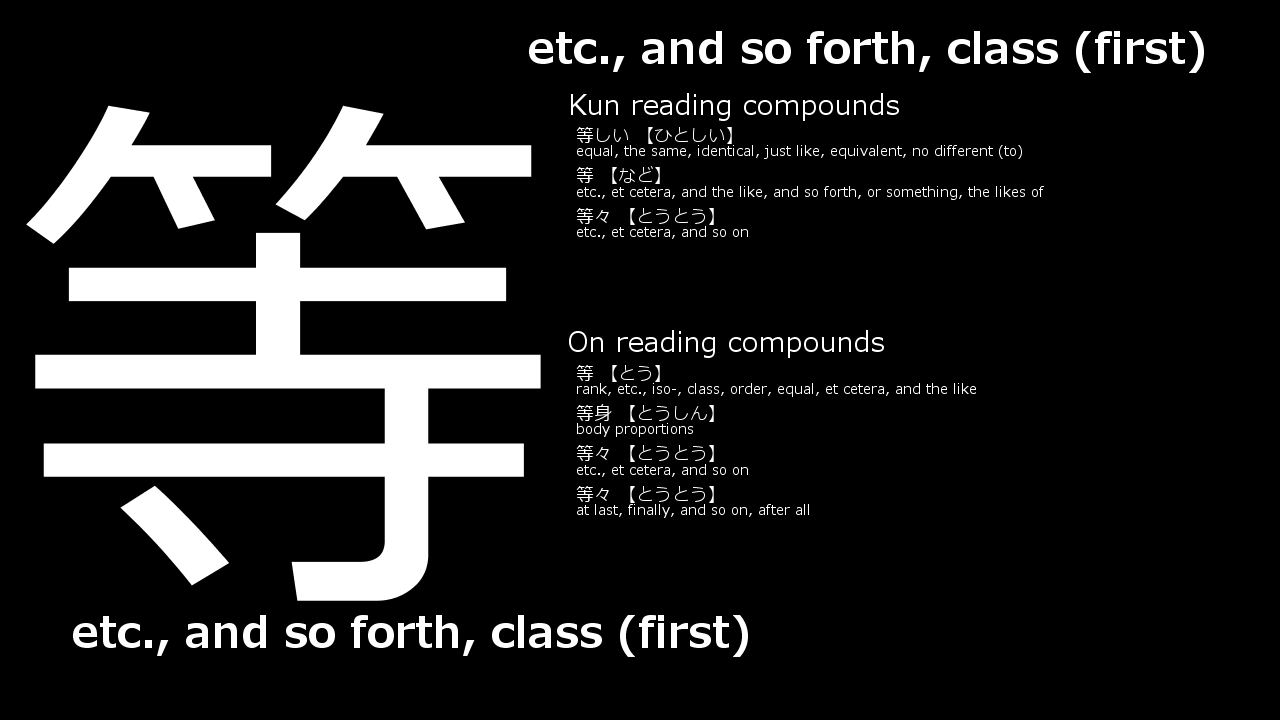 etc., and so forth, class (first)
等
Kun reading compounds
等しい 【ひとしい】
equal, the same, identical, just like, equivalent, no different (to)
等 【など】
etc., et cetera, and the like, and so forth, or something, the likes of
等々 【とうとう】
etc., et cetera, and so on
On reading compounds
等 【とう】
rank, etc., iso-, class, order, equal, et cetera, and the like
等身 【とうしん】
body proportions
等々 【とうとう】
etc., et cetera, and so on
等々 【とうとう】
at last, finally, and so on, after all
etc., and so forth, class (first)